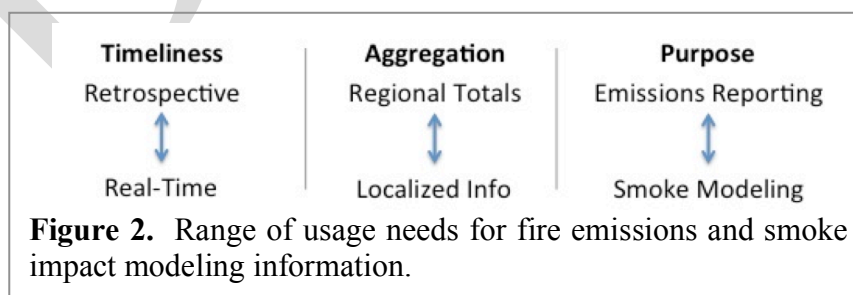 Timeliness Aggregation Purpose
Retrospective Regional Totals Emissions Reporting
Real-Time Localized Info Smoke Modeling
Figure 2. Range of usage needs for fire emissions and smoke
impact modeling information.